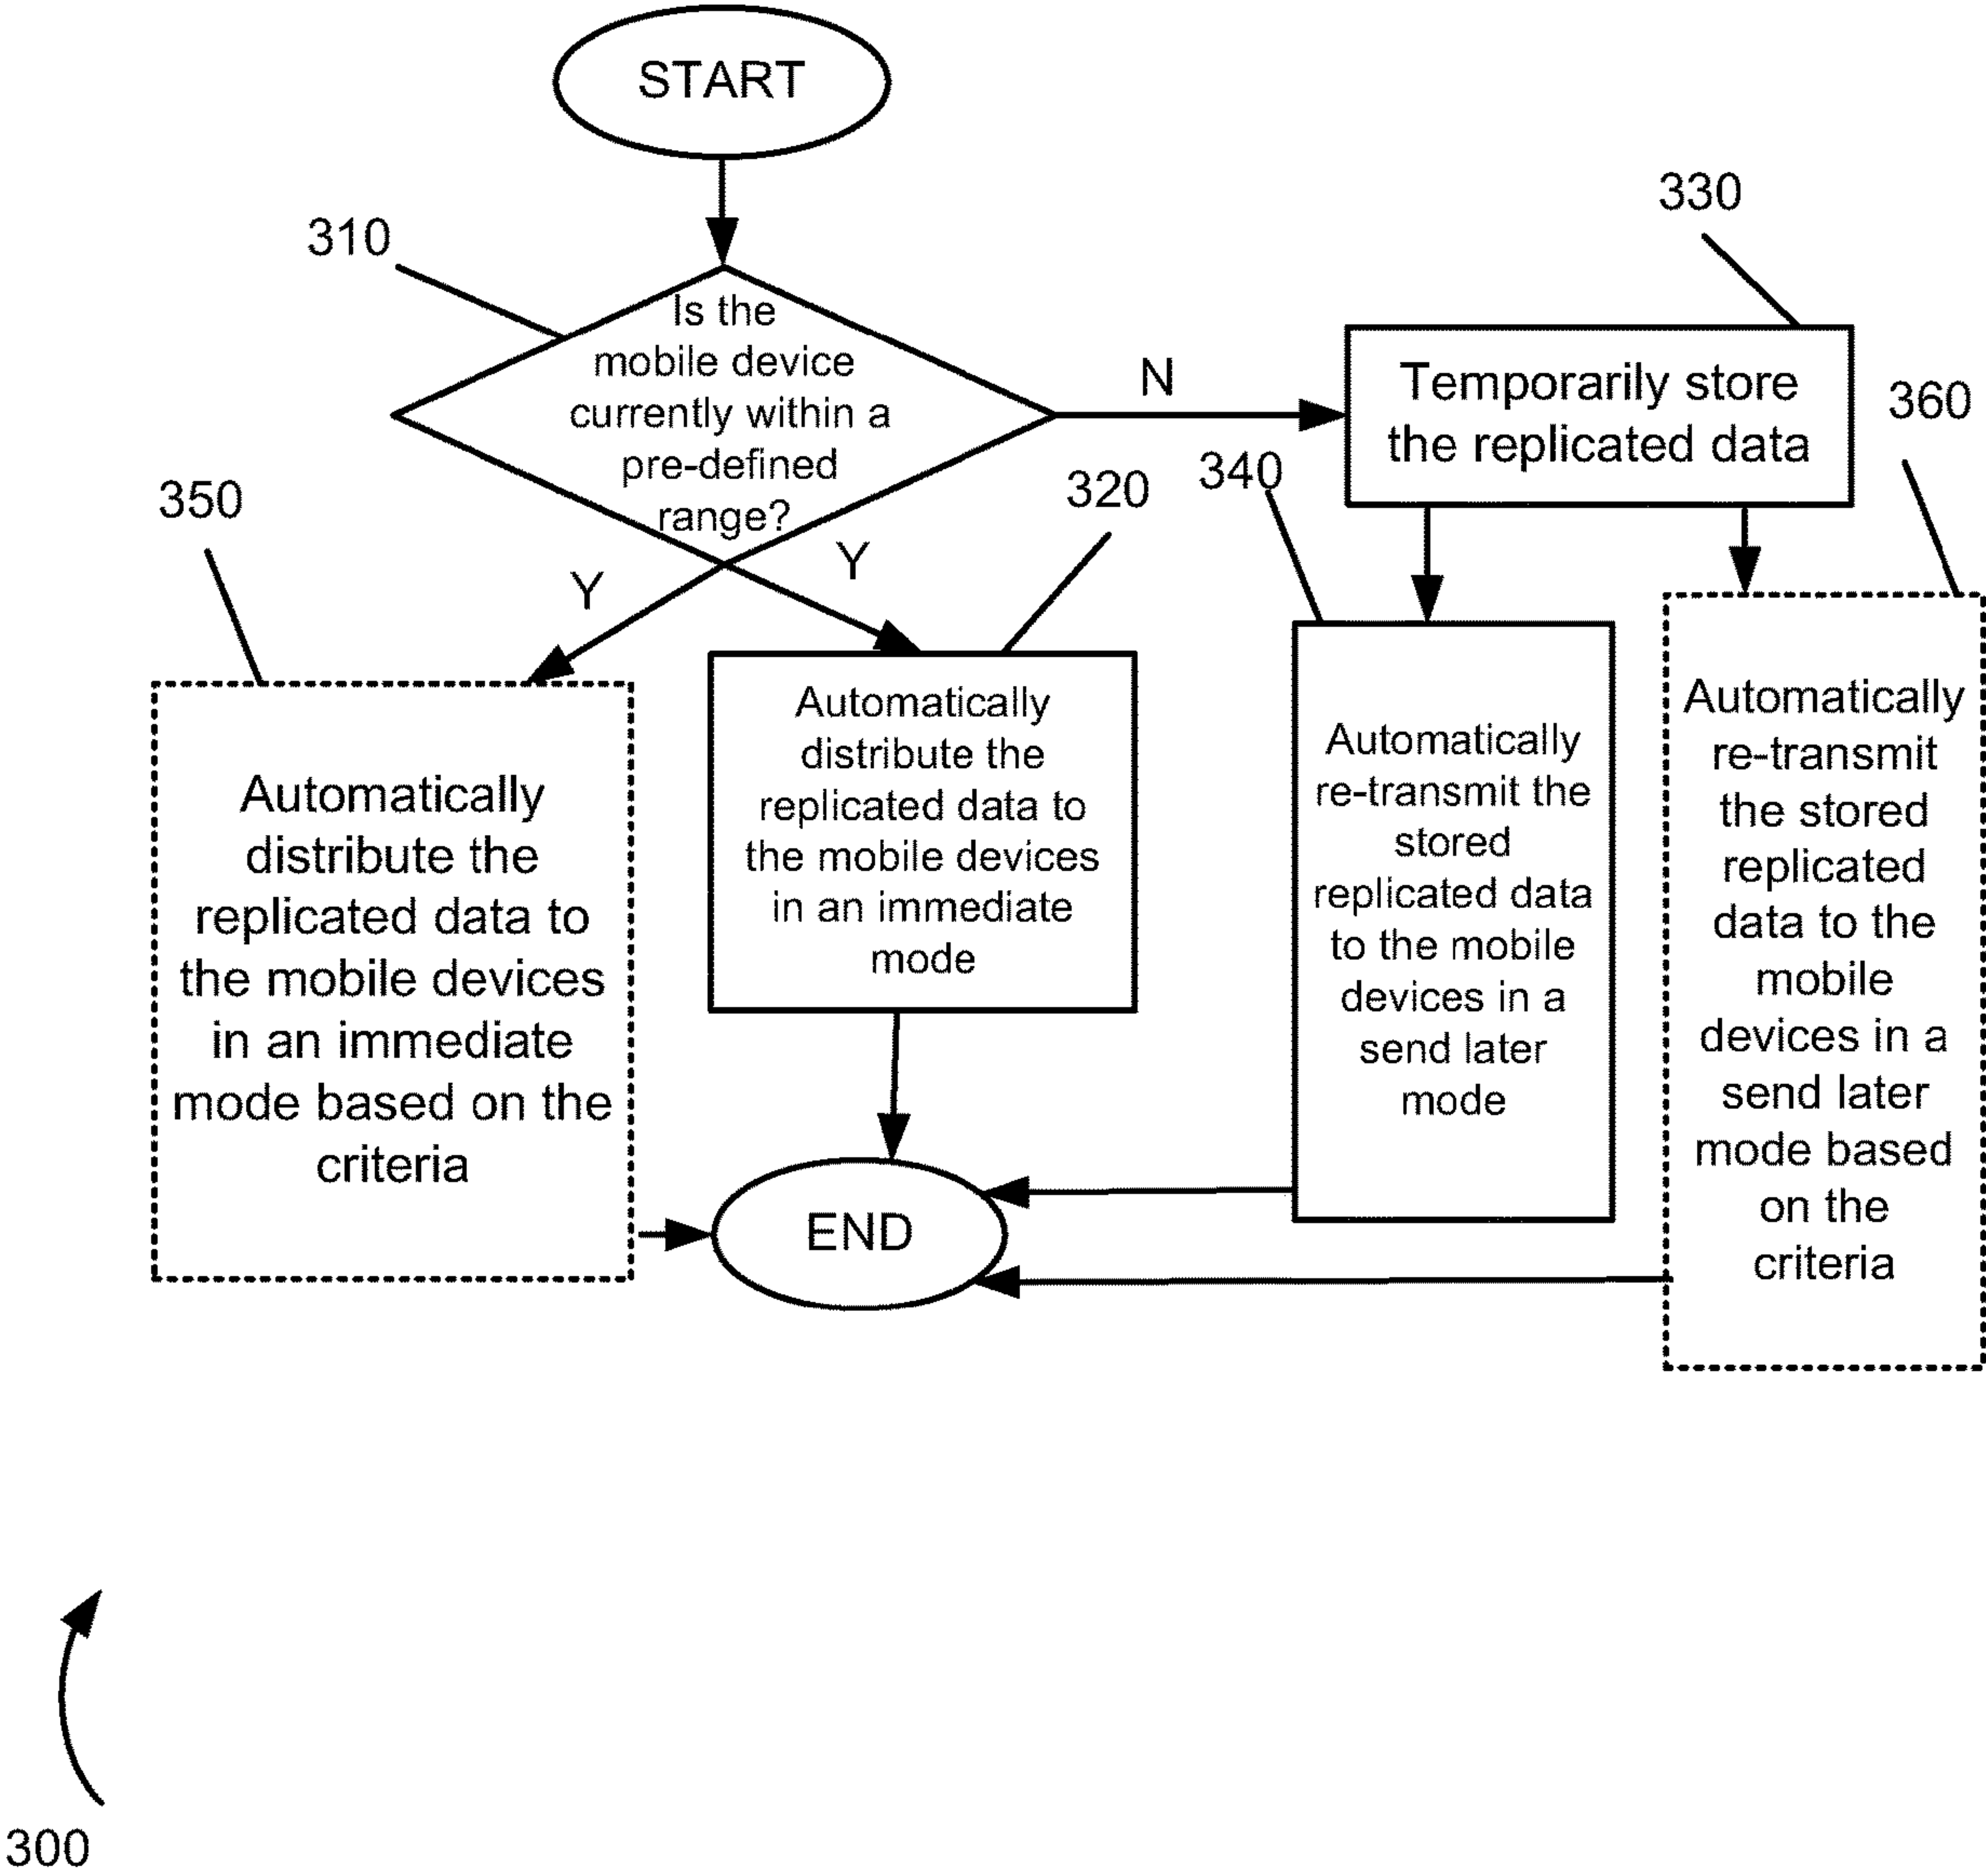 START
310
Is the
mobile device
currently within a
pre-defined
range?
N
330
Temporarily store
the replicated data
360
340
320
350
Y
Y
Automatically
distribute the
replicated data to
the mobile devices
in an immediate
mode based on the
criteria
Automatically
distribute the
replicated data to
the mobile devices
in an immediate
mode
Automatically
re-transmit the
stored
replicated data
to the mobile
devices in a
send later
mode
Automatically
re-transmit
the stored
replicated
data to the
mobile
devices in a
send later
mode based
on the
criteria
END
300